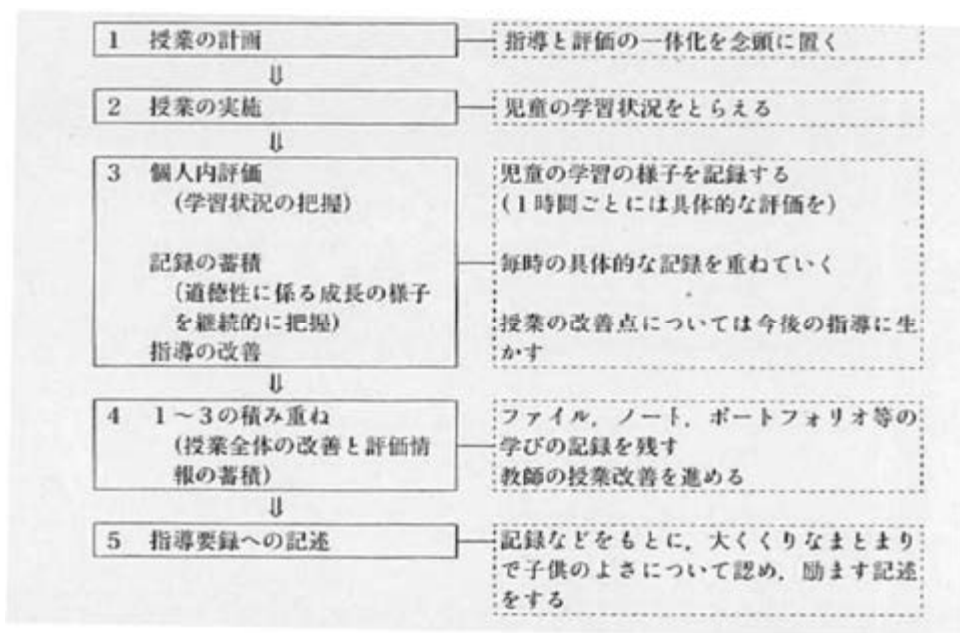 1 授業の計画
指導と評価の一体化を念頭に置く
⇓
2 授業の実施
児童の学習状況をとらえる
⇓
3 個人内評価
(学習状況の把握)
児童の学習の様子を記録する
(1時間ごとには具体的な評価を)
記録の蓄積
(道徳性に係る成長の様子
を継続的に把握)
毎時の具体的な記録を重ねていく
指導の改善
授業の改善点については今後の指導に生
かす
⇓
4 1～3の積み重ね
(授業全体の改善と評価情
報の蓄積)
ファイル，ノート，ポートフォリオ等の
学びの記録を残す
教師の授業改善を進める
⇓
5 指導要録への記述
記録などをもとに，大くくりなまとまり
で子供のよさについて認め，励ます記述
をする